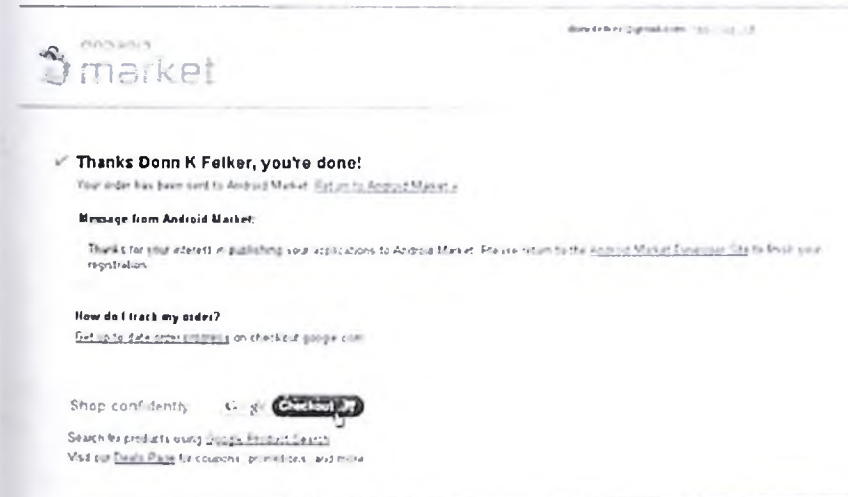 android
market
Thanks Donn K Felker, you're done!
Your order has been sent to Android Market. Return to Android Market »
Message from Android Market:
Thanks for your interest in publishing your applications to Android Market. Please return to the Android Market Developer Site to finish your
registration.
How do I track my order?
Get up to date order progress on checkout.google.com
Shop confidently Google Checkout
Search for products using Google Product Search
Visit our Deals Page for coupons, promotions, and more